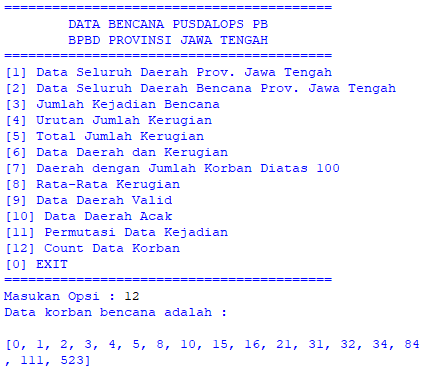 =========================================
DATA BENCANA PUSDALOPS PB
BPBD PROVINSI JAWA TENGAH
=========================================
[1] Data Seluruh Daerah Prov. Jawa Tengah
[2] Data Seluruh Daerah Bencana Prov. Jawa Tengah
[3] Jumlah Kejadian Bencana
[4] Urutan Jumlah Kerugian
[5] Total Jumlah Kerugian
[6] Data Daerah dan Kerugian
[7] Daerah dengan Jumlah Korban Diatas 100
[8] Rata-Rata Kerugian
[9] Data Daerah Valid
[10] Data Daerah Acak
[11] Permutasi Data Kejadian
[12] Count Data Korban
[0] EXIT
=========================================
Masukan Opsi : 12
Data korban bencana adalah :
[0, 1, 2, 3, 4, 5, 8, 10, 15, 16, 21, 31, 32, 34, 84
, 111, 523]